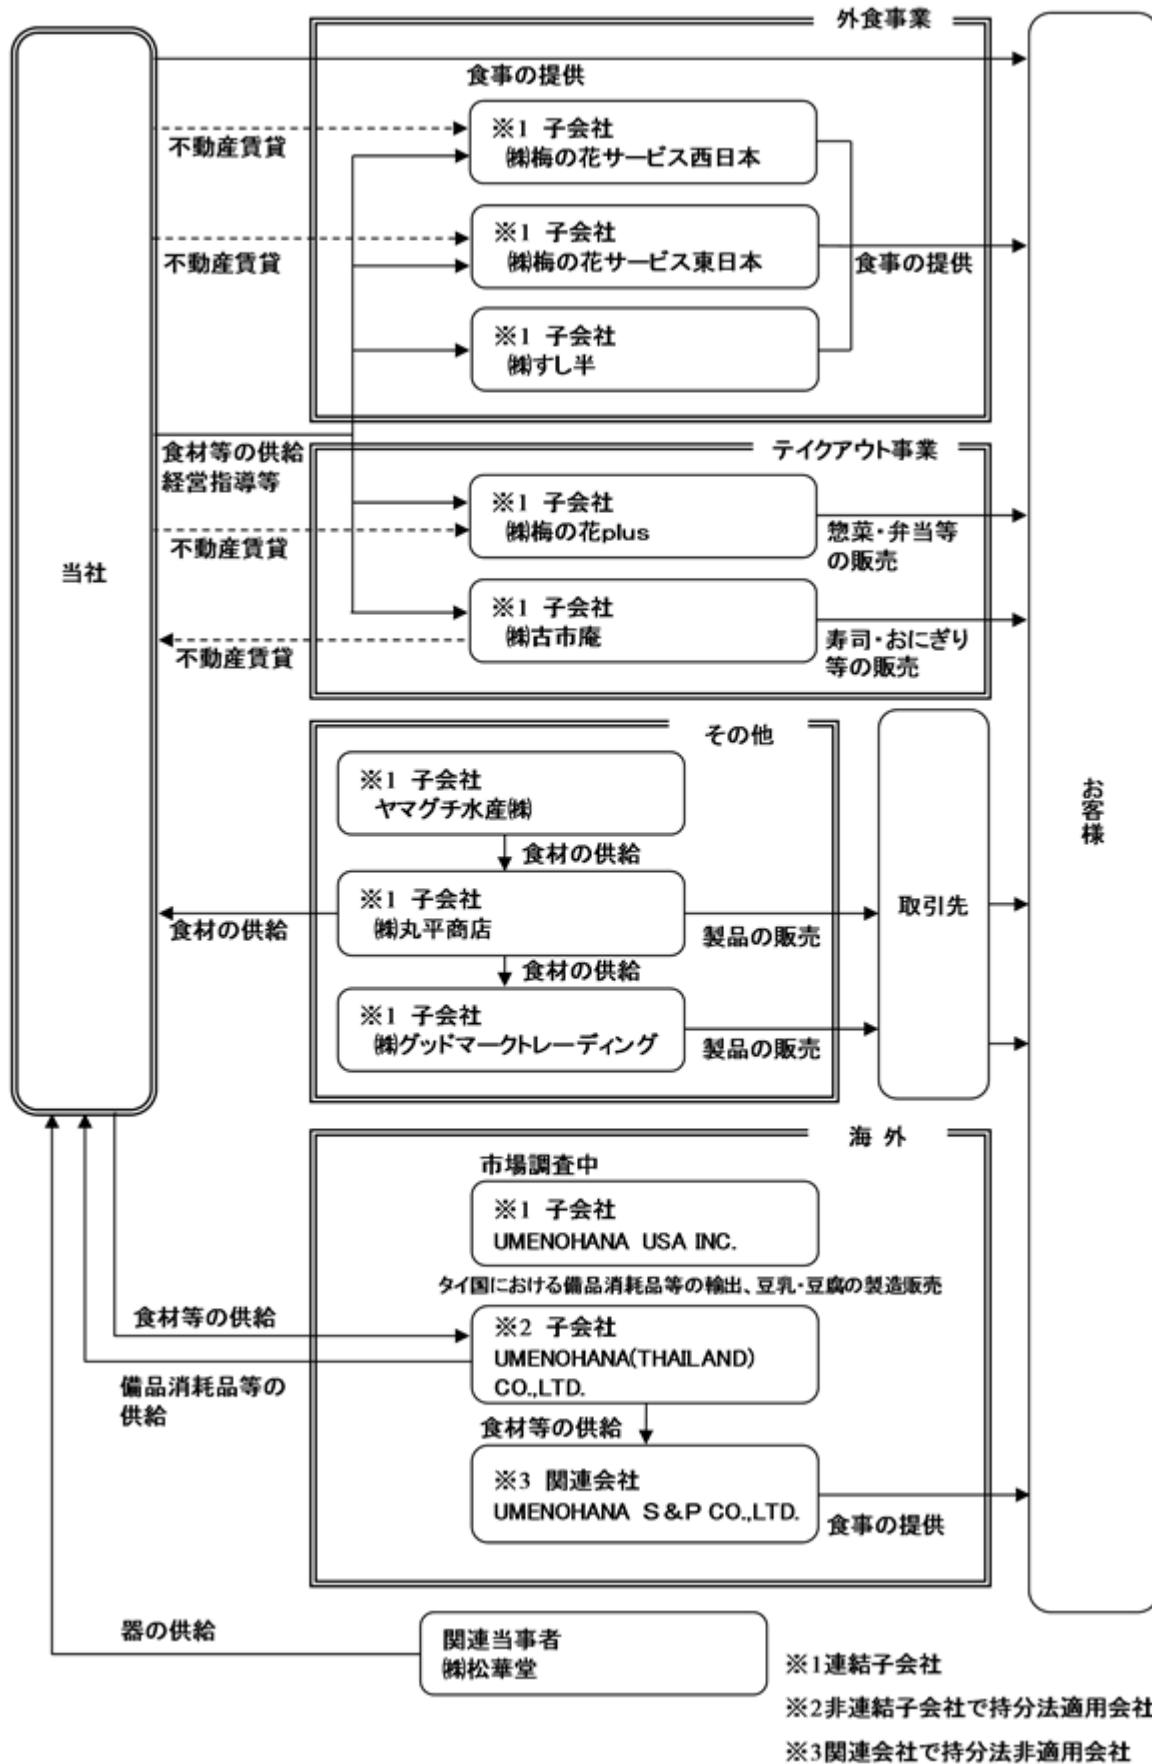 外食事業
食事の提供
不動産賃貸
※1 子会社
㈱梅の花サービス西日本
不動産賃貸
※1 子会社
㈱梅の花サービス東日本
食事の提供
※1 子会社
㈱すし半
食材等の供給
経営指導等
テイクアウト事業
※1 子会社
㈱梅の花plus
不動産賃貸
惣菜・弁当等
の販売
当社
※1 子会社
㈱古市庵
不動産賃貸
寿司・おにぎり
等の販売
その他
※1 子会社
ヤマグチ水産㈱
お客様
食材の供給
※1 子会社
㈱丸平商店
食材の供給
製品の販売
取引先
食材の供給
※1 子会社
㈱グッドマークトレーディング
製品の販売
海 外
市場調査中
※1 子会社
UMENOHANA USA INC.
タイ国における備品消耗品等の輸出、豆乳・豆腐の製造販売
食材等の供給
※2 子会社
UMENOHANA(THAILAND)
CO.,LTD.
備品消耗品等の
供給
食材等の供給
※3 関連会社
UMENOHANA S&P CO.,LTD.
食事の提供
器の供給
関連当事者
㈱松華堂
※1連結子会社
※2非連結子会社で持分法適用会社
※3関連会社で持分法非適用会社